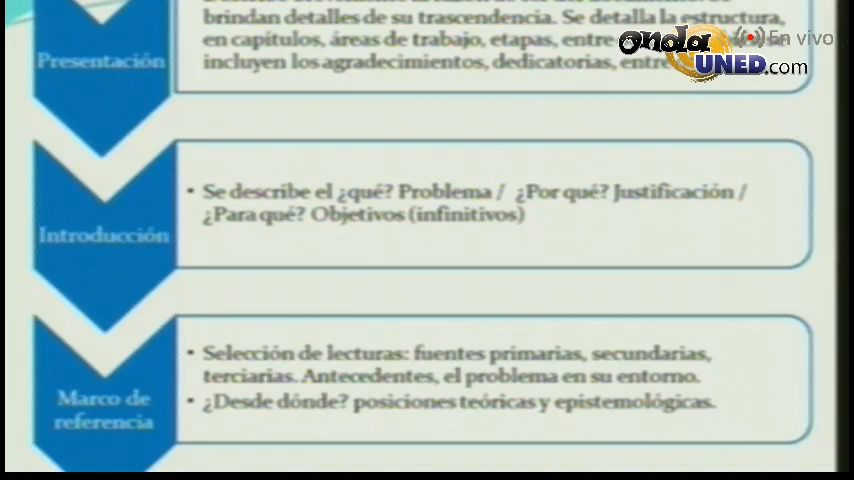 brindan detalles de su trascendencia. Se detalla la estructura,
en capítulos, áreas de trabajo, etapas, entre
incluyen los agradecimientos, dedicatorias, entre
Presentación
onda
UNED.com
En vivo
• Se describe el ¿qué? Problema / ¿Por qué? Justificación /
¿Para qué? Objetivos (infinitivos)
Introducción
• Selección de lecturas: fuentes primarias, secundarias,
terciarias. Antecedentes, el problema en su entorno.
• ¿Desde dónde? posiciones teóricas y epistemológicas.
Marco de
referencia